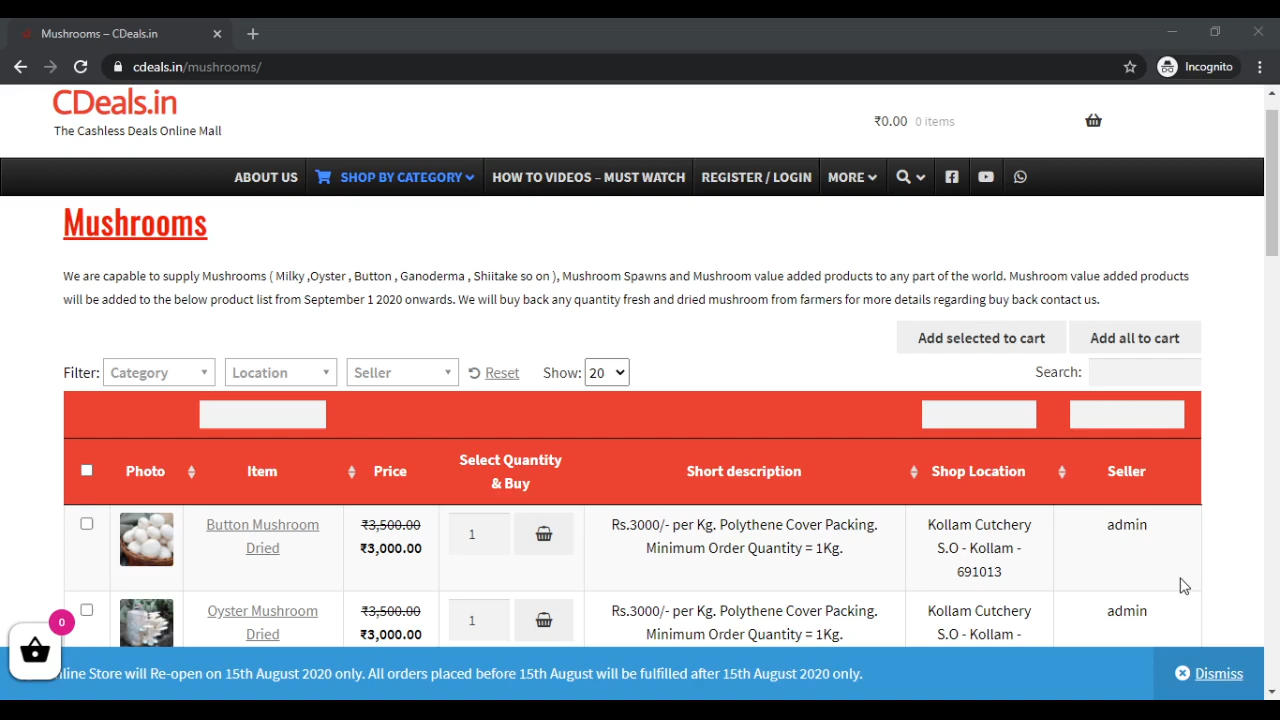 Mushrooms – CDeals.in
cdeals.in/mushrooms/
Incognito
CDeals.in
The Cashless Deals Online Mall
₹0.00 0 items
ABOUT US SHOP BY CATEGORY HOW TO VIDEOS – MUST WATCH REGISTER / LOGIN MORE
Mushrooms
We are capable to supply Mushrooms ( Milky ,Oyster , Button , Ganoderma , Shiitake so on ), Mushroom Spawns and Mushroom value added products to any part of the world. Mushroom value added products
will be added to the below product list from September 1 2020 onwards. We will buy back any quantity fresh and dried mushroom from farmers for more details regarding buy back contact us.
Add selected to cart Add all to cart
Filter: Category Location Seller Reset Show: 20 Search:
Photo Item Price Select Quantity & Buy Short description Shop Location Seller
Button Mushroom
Dried
₹3,500.00
₹3,000.00
1
Rs.3000/- per Kg. Polythene Cover Packing.
Minimum Order Quantity = 1Kg.
Kollam Cutchery
S.O - Kollam -
691013
admin
Oyster Mushroom
Dried
₹3,500.00
₹3,000.00
1
Rs.3000/- per Kg. Polythene Cover Packing.
Minimum Order Quantity = 1Kg.
Kollam Cutchery
S.O - Kollam -
admin
0
line Store will Re-open on 15th August 2020 only. All orders placed before 15th August will be fulfilled after 15th August 2020 only.
Dismiss